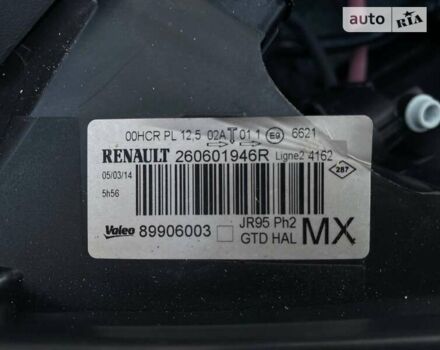 auto RIA
00HCR PL 12,5 02A 01 1 E9 6621
RENAULT 260601946R Ligne2 4162
05/03/14
5h56
287
Valeo 89906003 JR95 Ph2
GTD HAL MX